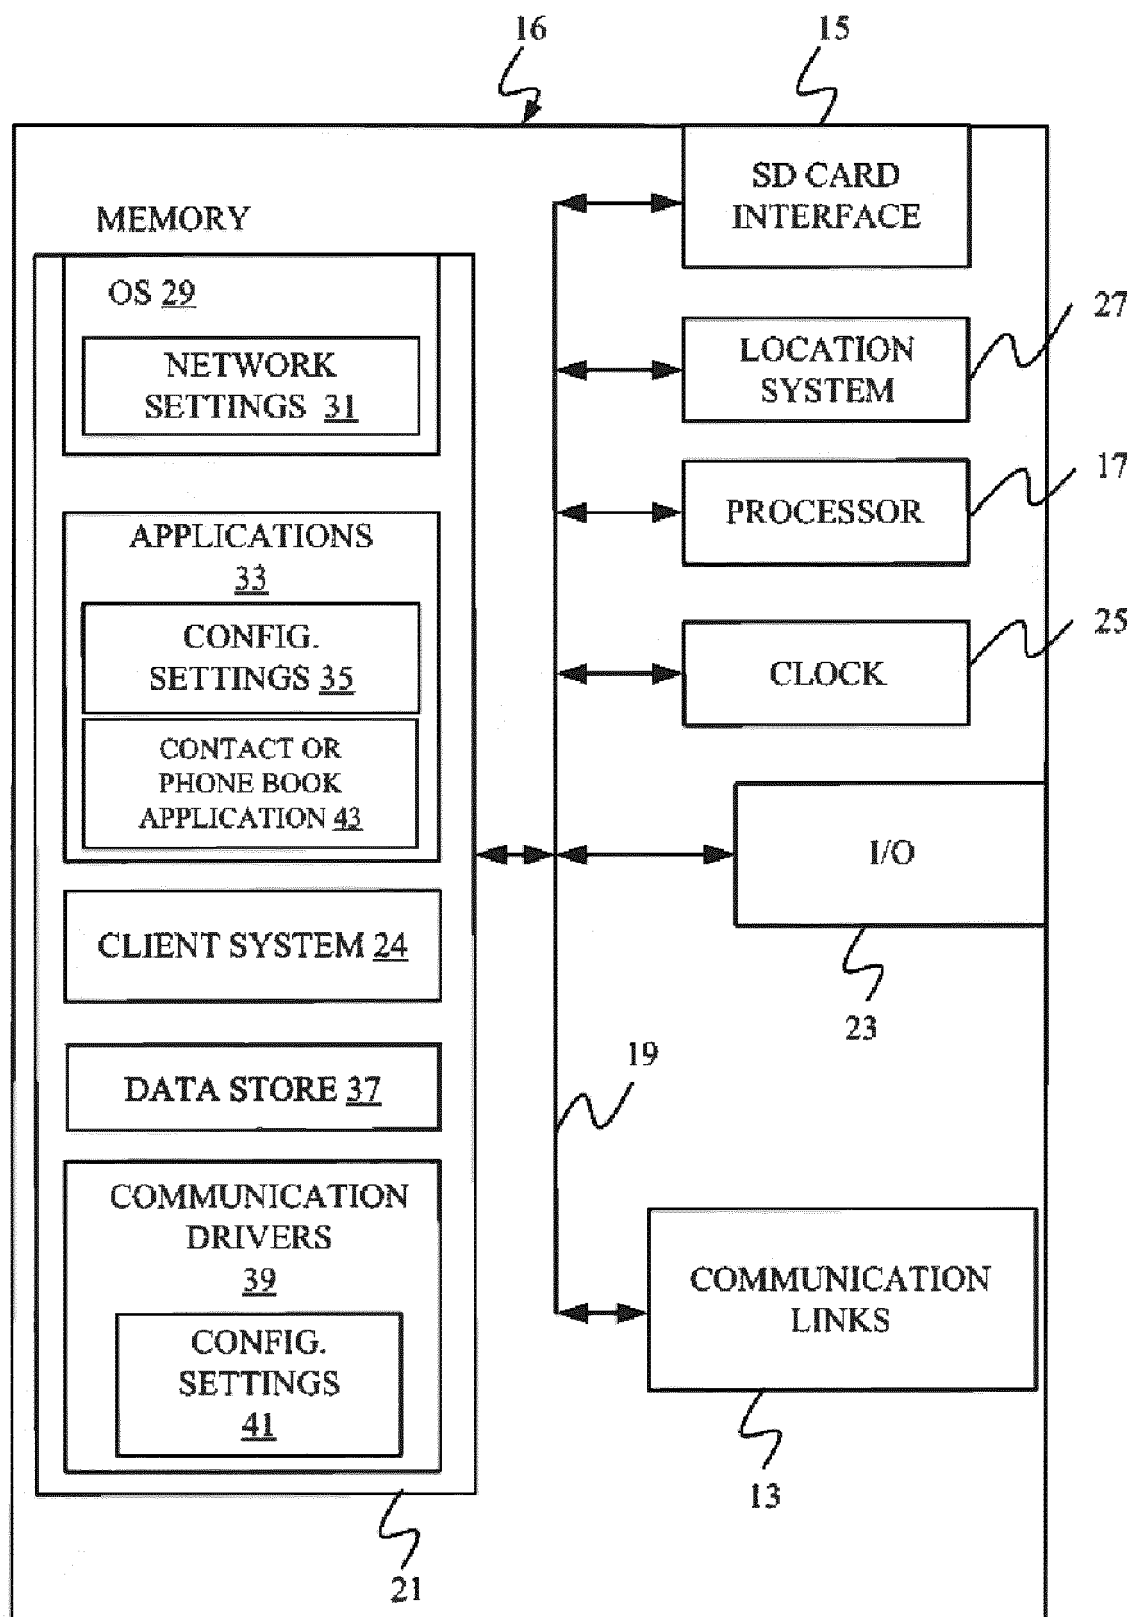 16
15
MEMORY
OS 29
NETWORK
SETTINGS 31
APPLICATIONS
33
CONFIG.
SETTINGS 35
CONTACT OR
PHONE BOOK
APPLICATION 43
CLIENT SYSTEM 24
DATA STORE 37
COMMUNICATION
DRIVERS
39
CONFIG.
SETTINGS
41
21
SD CARD
INTERFACE
LOCATION
SYSTEM
27
PROCESSOR
17
CLOCK
25
I/O
23
19
COMMUNICATION
LINKS
13